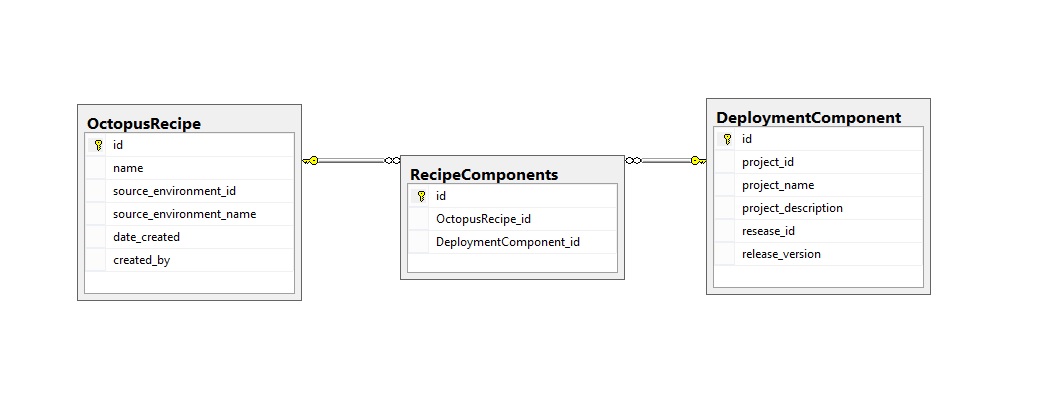 OctopusRecipe
id
name
source_environment_id
source_environment_name
date_created
created_by
RecipeComponents
id
OctopusRecipe_id
DeploymentComponent_id
DeploymentComponent
id
project_id
project_name
project_description
resease_id
release_version